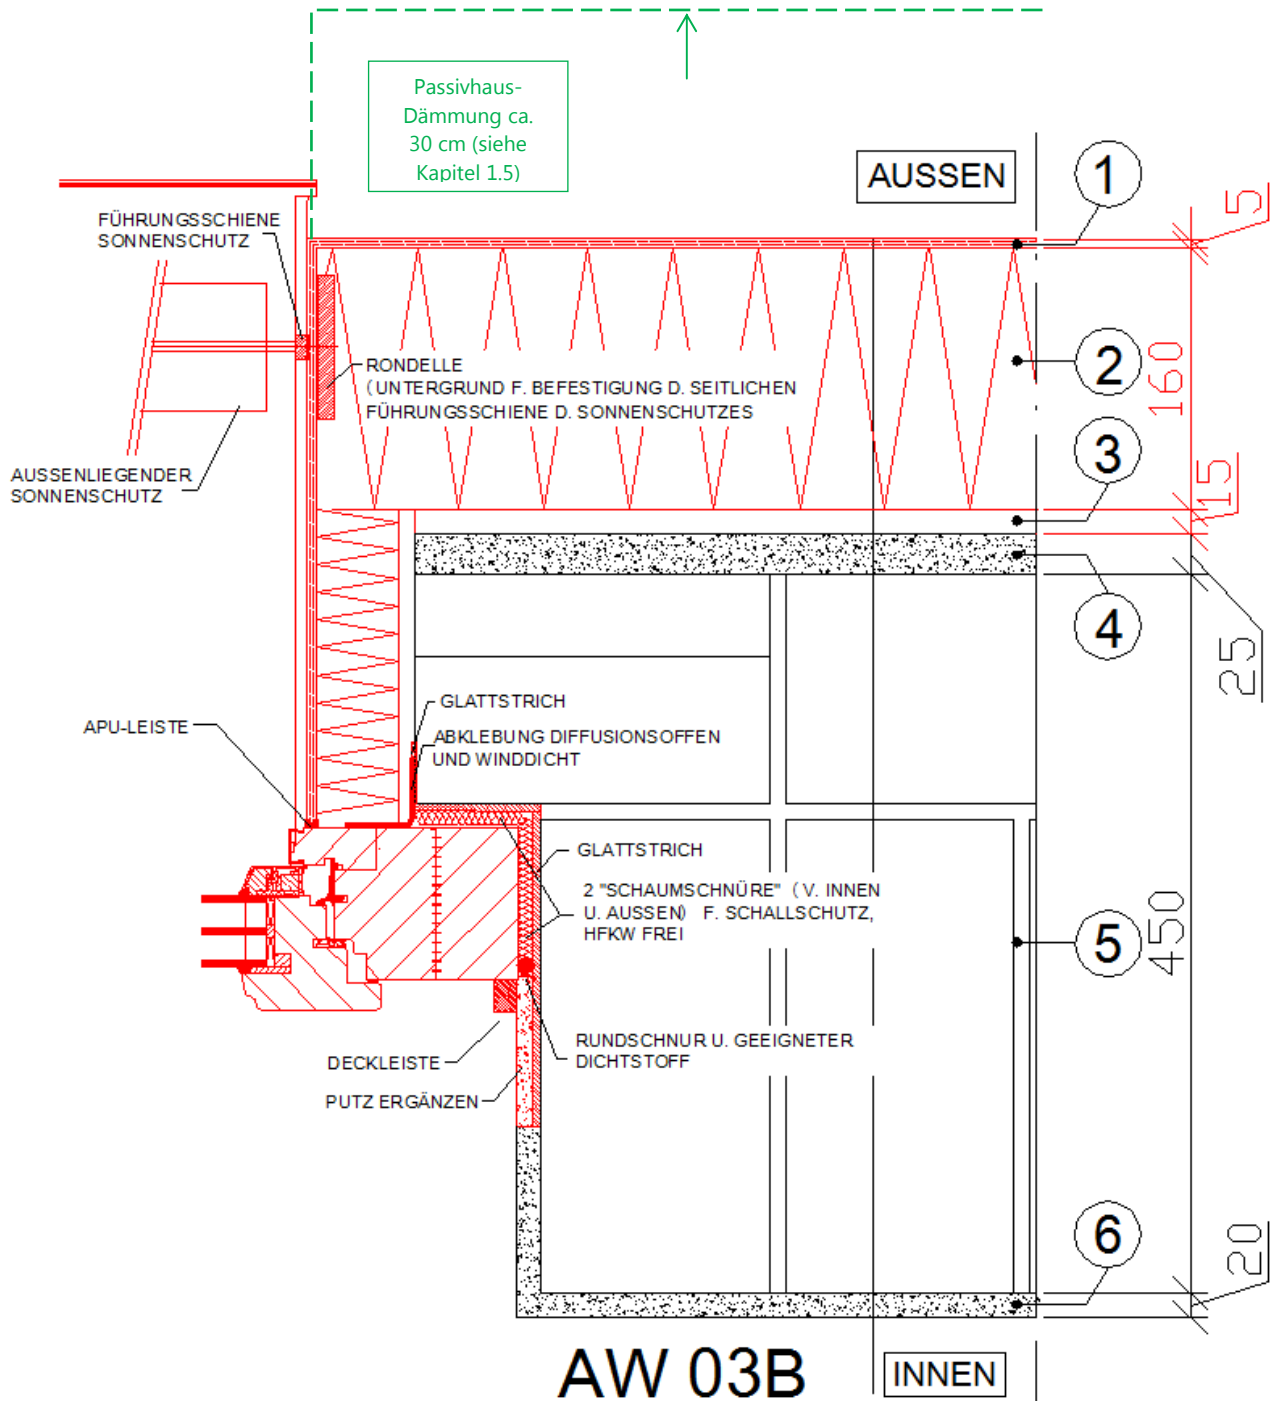 Passivhaus-
Dämmung ca.
30 cm (siehe
Kapitel 1.5)
AUSSEN
1
5
FÜHRUNGSSCHIENE
SONNENSCHUTZ
2
160
RONDELLE
(UNTERGRUND F. BEFESTIGUNG D. SEITLICHEN
FÜHRUNGSSCHIENE D. SONNENSCHUTZES
3
15
AUSSENLIEGENDER
SONNENSCHUTZ
4
25
GLATTSTRICH
APU-LEISTE
ABKLEBUNG DIFFUSIONSOFFEN
UND WINDDICHT
GLATTSTRICH
2 "SCHAUMSCHNÜRE" (V. INNEN
U. AUSSEN) F. SCHALLSCHUTZ,
HFKW FREI
5
450
RUNDSCHNUR U. GEEIGNETER
DICHTSTOFF
DECKLEISTE
PUTZ ERGÄNZEN
6
20
AW 03B
INNEN